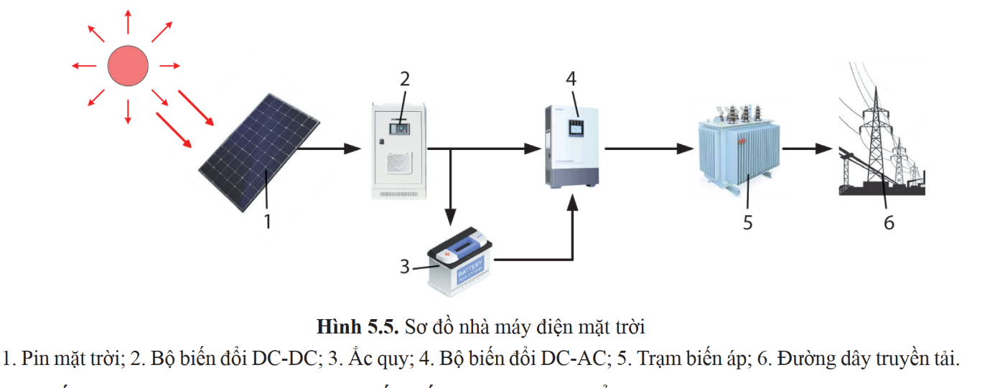 2
4
1
5
6
3
BATTERY
Hình 5.5. Sơ đồ nhà máy điện mặt trời
1. Pin mặt trời; 2. Bộ biến đổi DC-DC; 3. Ắc quy; 4. Bộ biến đổi DC-AC; 5. Trạm biến áp; 6. Đường dây truyền tải.